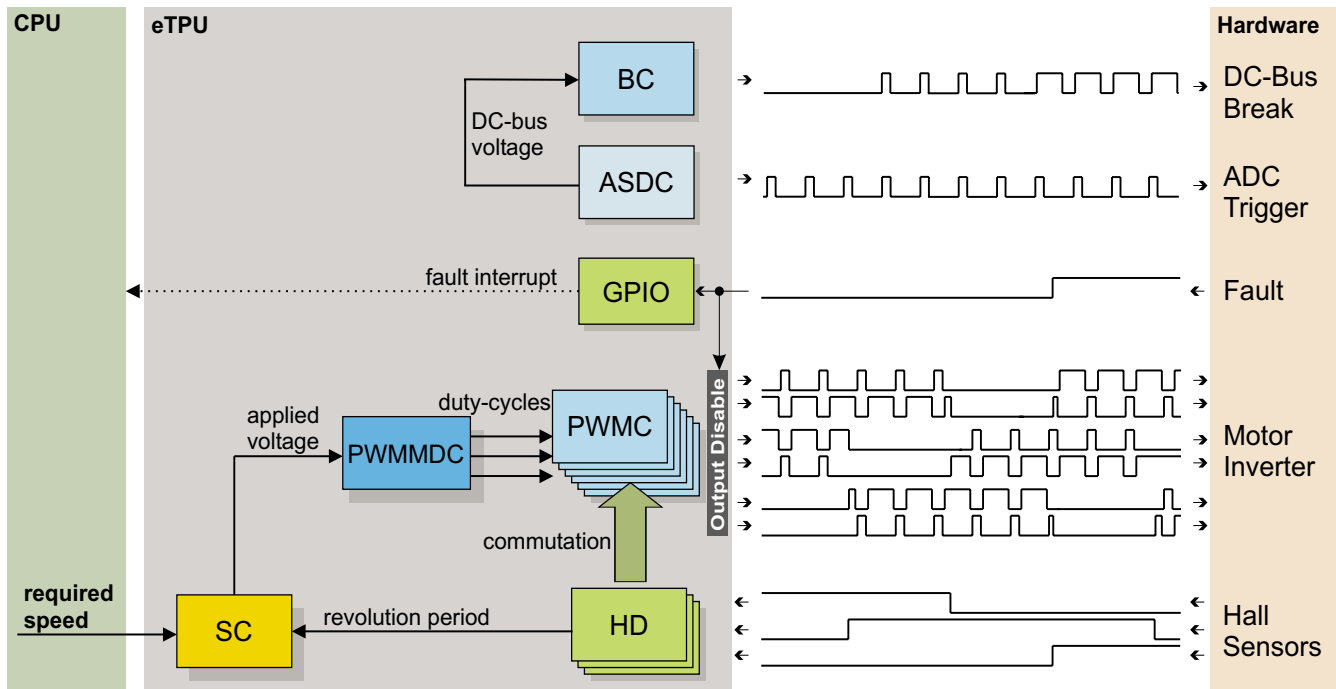 CPU
eTPU
Hardware
BC
DC-bus
voltage
ASDC
DC-Bus
Break
ADC
Trigger
fault interrupt
GPIO
Fault
Output Disable
applied
voltage
PWMMDC
duty-cycles
PWMC
Motor
Inverter
commutation
required
speed
SC
revolution period
HD
Hall
Sensors